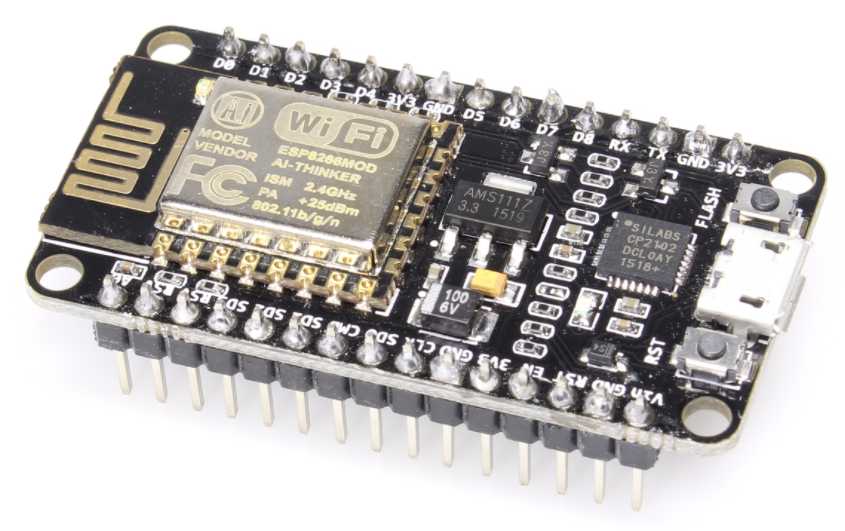 D0 D1 D2 D3 D4 3V3 GND D5 D6 D7 D8 RX TX GND 3V3
AI
WiFi
MODEL
VENDOR
ESP8266MOD
AI-THINKER
FC
ISM 2.4GHz
PA +25dBm
802.11b/g/n
AMS1117
3.3 1519
FLASH
SILABS
CP2102
DCL0AY
1518+
100
6V
RST
SD3 SD2 SD1 CMD SD0 CLK GND 3V3 EN RST GND Vin